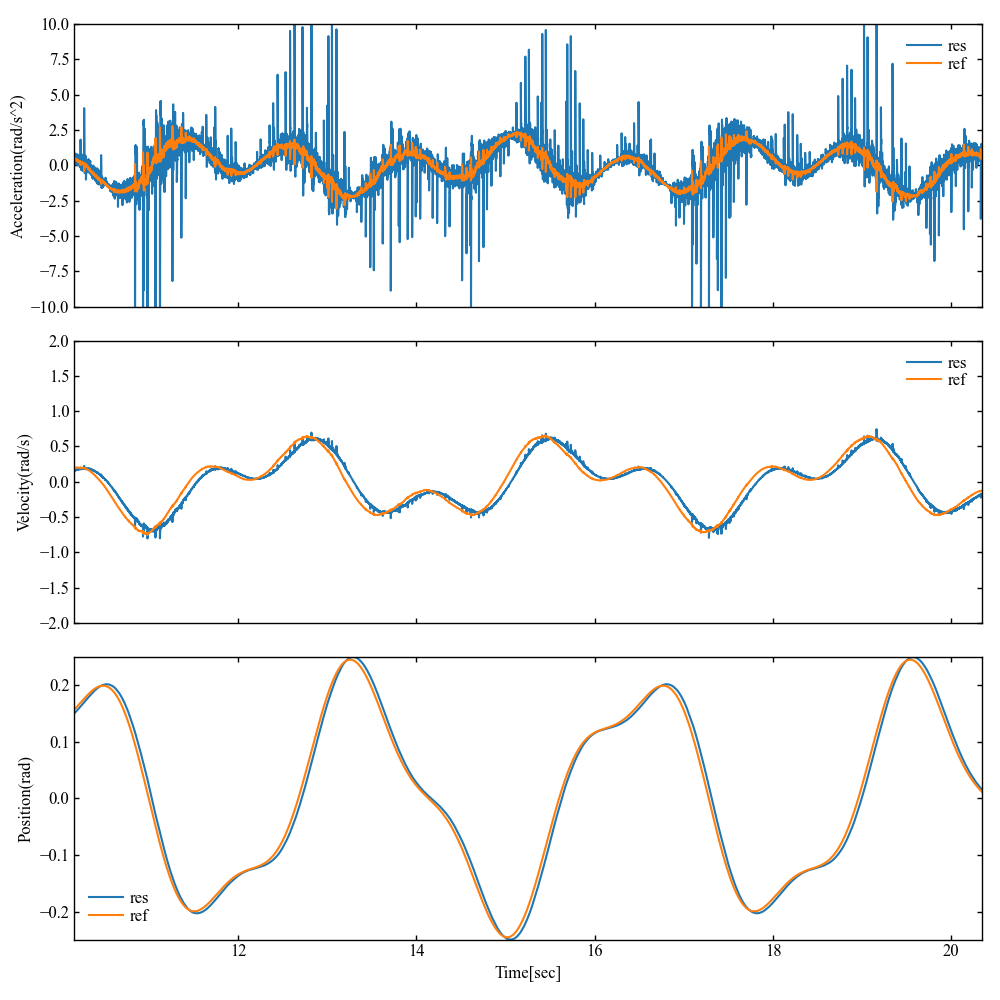 10.0
7.5
5.0
2.5
0.0
−2.5
−5.0
−7.5
−10.0
Acceleration(rad/s^2)
res
ref
2.0
1.5
1.0
0.5
0.0
−0.5
−1.0
−1.5
−2.0
Velocity(rad/s)
res
ref
0.2
0.1
0.0
−0.1
−0.2
Position(rad)
res
ref
12 14 16 18 20
Time[sec]